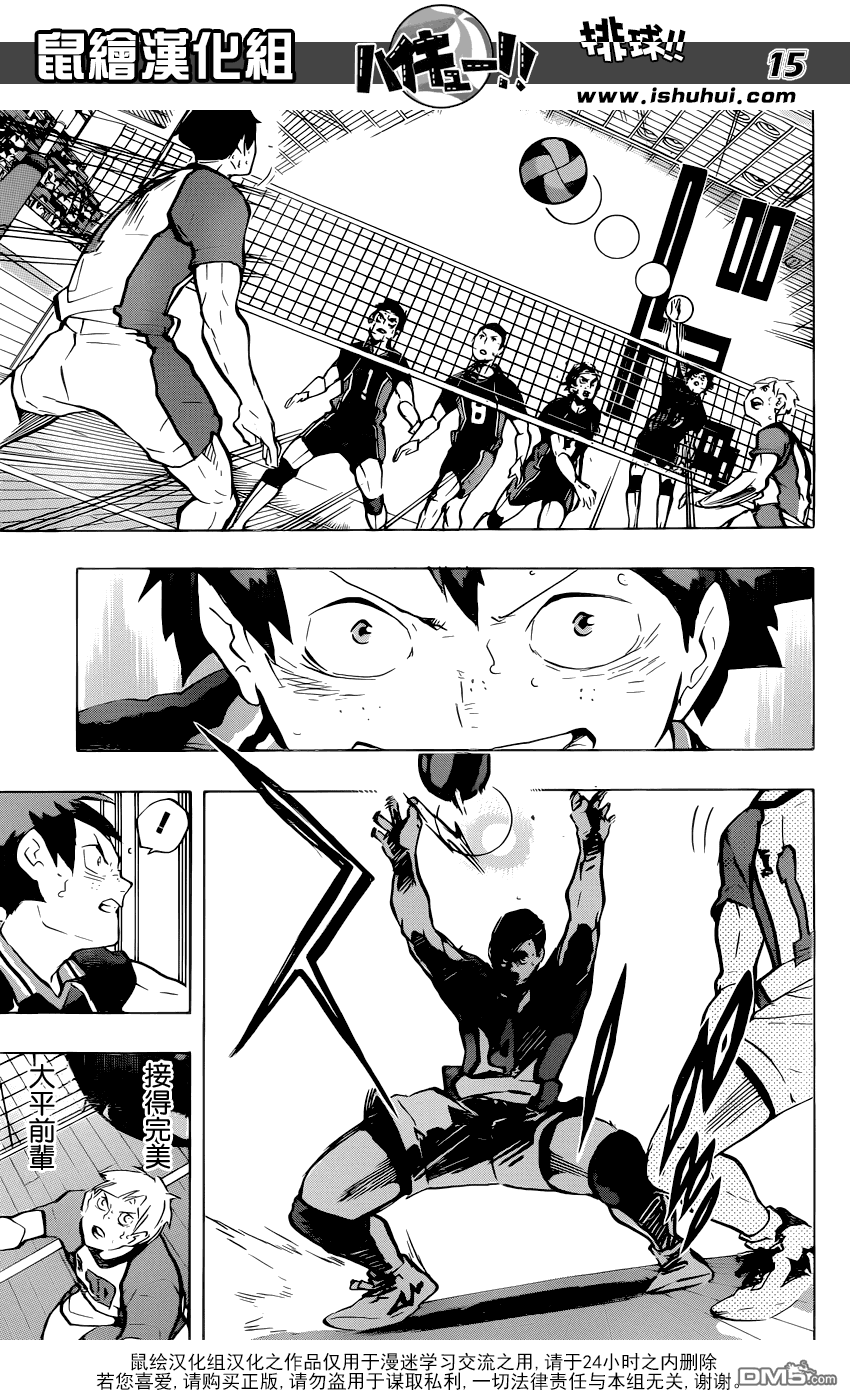 鼠繪漢化組
ハイキュー!!
排球!!
15
www.ishuhui.com
1
8
!
接得完美
大平前輩
鼠绘汉化组汉化之作品仅用于漫迷学习交流之用,请于24小时之内删除
若您喜爱,请购买正版,请勿盗用于谋取私利,一切法律责任与本组无关,谢谢。
DM5.com